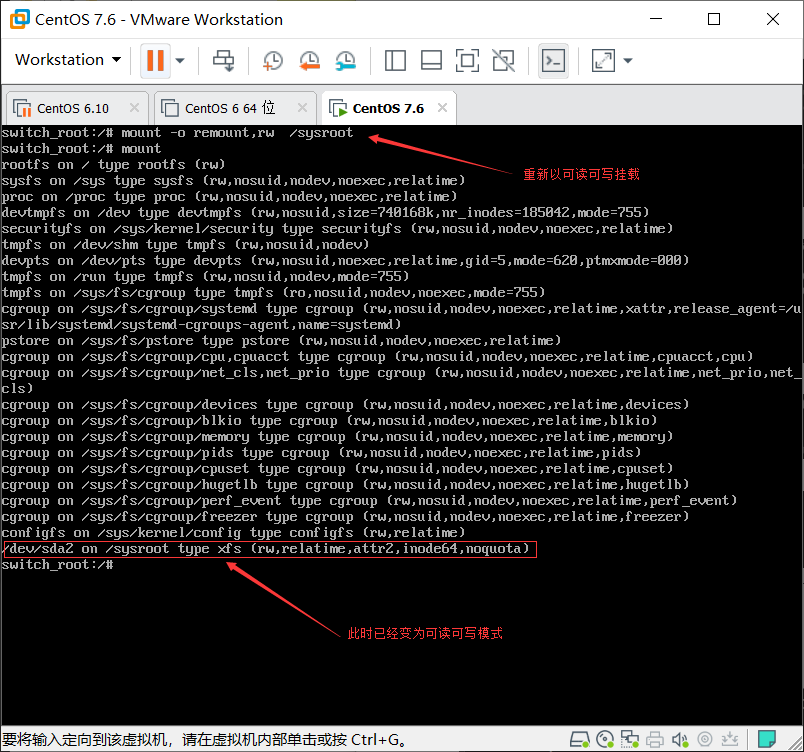 CentOS 7.6 - VMware Workstation
Workstation
CentOS 6.10
CentOS 6 64 位
CentOS 7.6
switch_root:/# mount -o remount,rw  /sysroot
重新以可读可写挂载
switch_root:/# mount
rootfs on / type rootfs (rw)
sysfs on /sys type sysfs (rw,nosuid,nodev,noexec,relatime)
proc on /proc type proc (rw,nosuid,nodev,noexec,relatime)
devtmpfs on /dev type devtmpfs (rw,nosuid,size=740168k,nr_inodes=185042,mode=755)
securityfs on /sys/kernel/security type securityfs (rw,nosuid,nodev,noexec,relatime)
tmpfs on /dev/shm type tmpfs (rw,nosuid,nodev)
devpts on /dev/pts type devpts (rw,nosuid,noexec,relatime,gid=5,mode=620,ptmxmode=000)
tmpfs on /run type tmpfs (rw,nosuid,nodev,mode=755)
tmpfs on /sys/fs/cgroup type tmpfs (ro,nosuid,nodev,noexec,mode=755)
cgroup on /sys/fs/cgroup/systemd type cgroup (rw,nosuid,nodev,noexec,relatime,xattr,release_agent=/u
sr/lib/systemd/systemd-cgroups-agent,name=systemd)
pstore on /sys/fs/pstore type pstore (rw,nosuid,nodev,noexec,relatime)
cgroup on /sys/fs/cgroup/cpu,cpuacct type cgroup (rw,nosuid,nodev,noexec,relatime,cpuacct,cpu)
cgroup on /sys/fs/cgroup/net_cls,net_prio type cgroup (rw,nosuid,nodev,noexec,relatime,net_prio,net_
cls)
cgroup on /sys/fs/cgroup/devices type cgroup (rw,nosuid,nodev,noexec,relatime,devices)
cgroup on /sys/fs/cgroup/blkio type cgroup (rw,nosuid,nodev,noexec,relatime,blkio)
cgroup on /sys/fs/cgroup/memory type cgroup (rw,nosuid,nodev,noexec,relatime,memory)
cgroup on /sys/fs/cgroup/pids type cgroup (rw,nosuid,nodev,noexec,relatime,pids)
cgroup on /sys/fs/cgroup/cpuset type cgroup (rw,nosuid,nodev,noexec,relatime,cpuset)
cgroup on /sys/fs/cgroup/hugetlb type cgroup (rw,nosuid,nodev,noexec,relatime,hugetlb)
cgroup on /sys/fs/cgroup/perf_event type cgroup (rw,nosuid,nodev,noexec,relatime,perf_event)
cgroup on /sys/fs/cgroup/freezer type cgroup (rw,nosuid,nodev,noexec,relatime,freezer)
configfs on /sys/kernel/config type configfs (rw,relatime)
/dev/sda2 on /sysroot type xfs (rw,relatime,attr2,inode64,noquota)
switch_root:/#
此时已经变为可读可写模式
要将输入定向到该虚拟机，请在虚拟机内部单击或按 Ctrl+G。